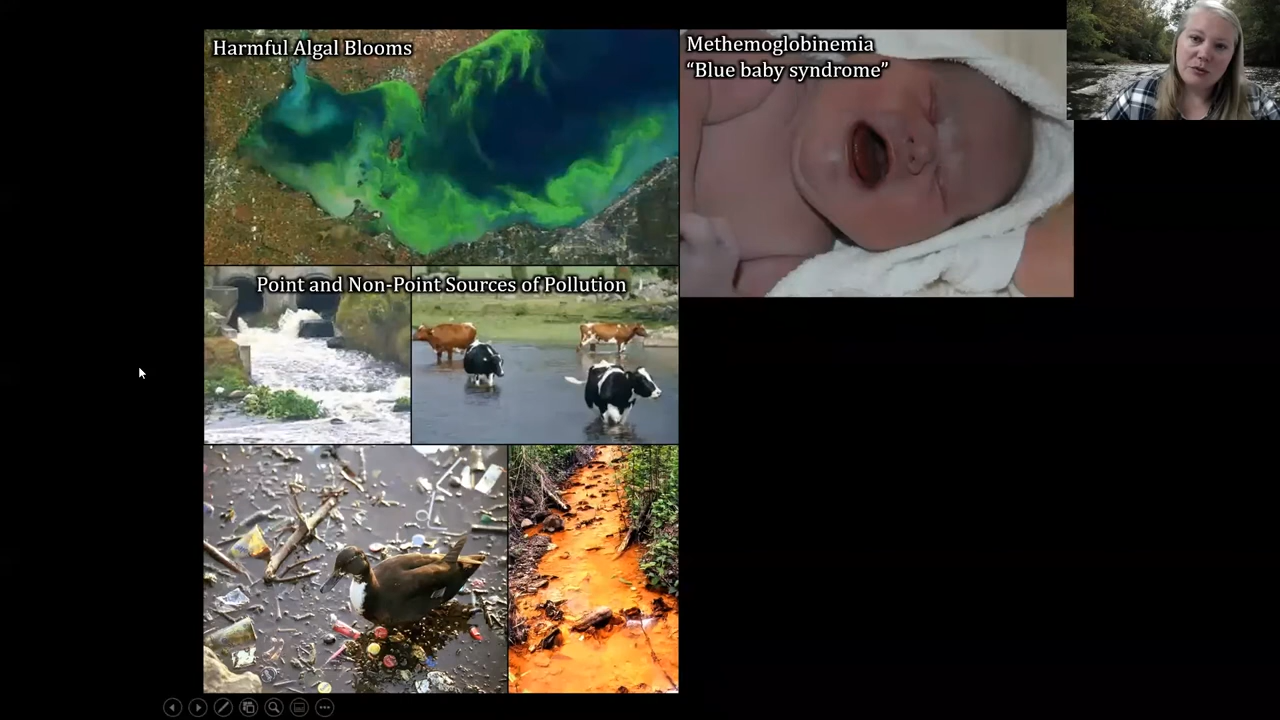 Harmful Algal Blooms
Methemoglobinemia
“Blue baby syndrome”
Point and Non-Point Sources of Pollution